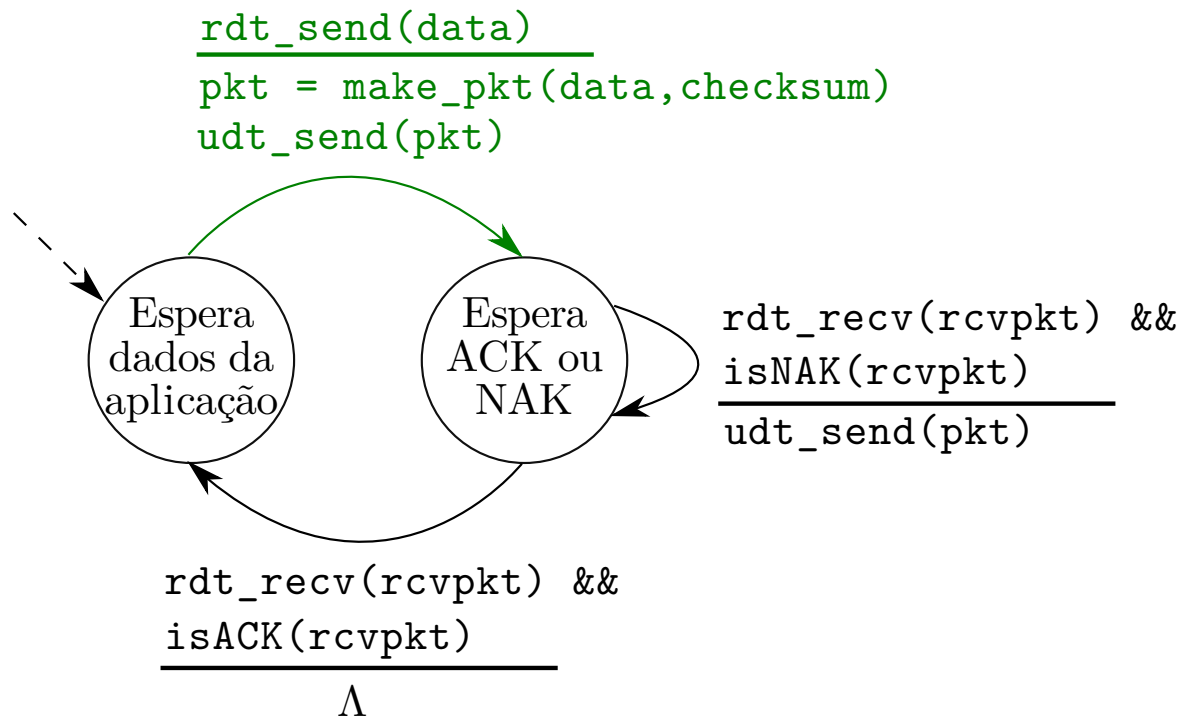 rdt_send(data)
pkt = make_pkt(data,checksum)
udt_send(pkt)
Espera
dados da
aplicação
Espera
ACK ou
NAK
rdt_recv(rcvpkt) &&
isNAK(rcvpkt)
udt_send(pkt)
rdt_recv(rcvpkt) &&
isACK(rcvpkt)
Λ